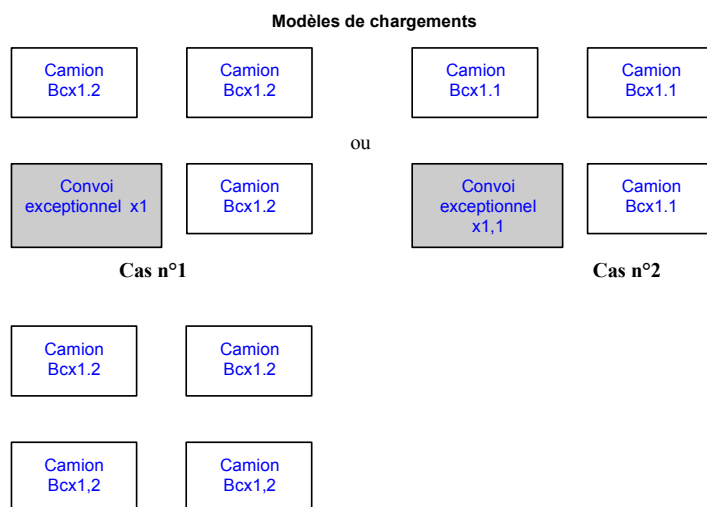 Modèles de chargements
Camion
Bcx1.2
Camion
Bcx1.2
Camion
Bcx1.1
Camion
Bcx1.1
ou
Convoi
exceptionnel x1
Camion
Bcx1.2
Convoi
exceptionnel
x1,1
Camion
Bcx1.1
Cas n°1
Cas n°2
Camion
Bcx1.2
Camion
Bcx1.2
Camion
Bcx1,2
Camion
Bcx1,2